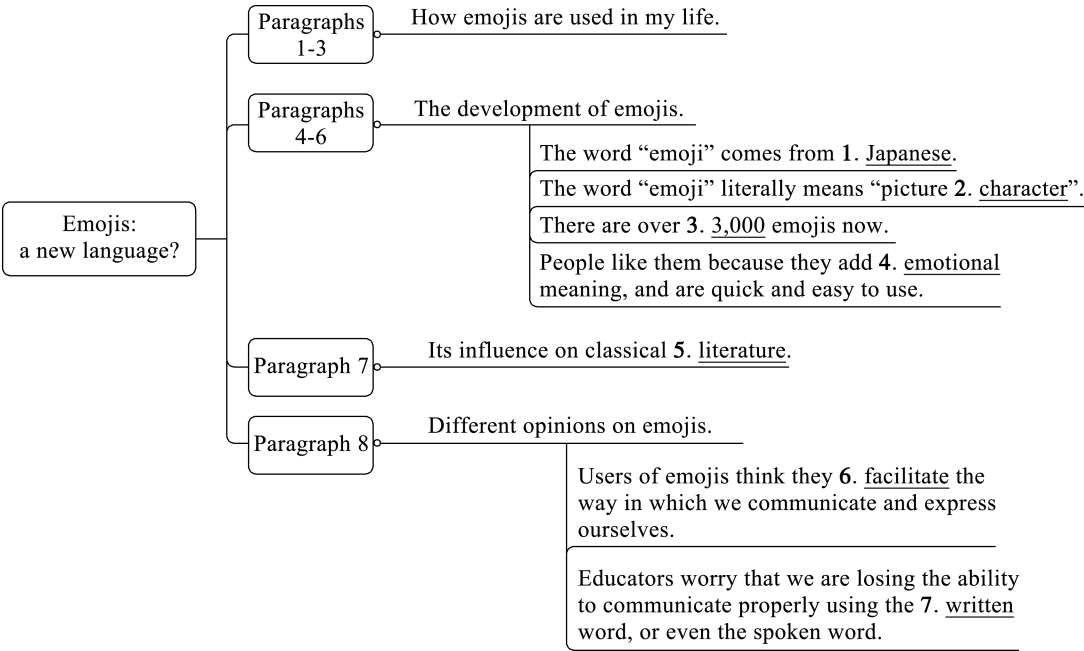 Paragraphs
1-3
How emojis are used in my life.
Paragraphs
4-6
The development of emojis.
The word “emoji” comes from 1. Japanese.
The word “emoji” literally means “picture 2. character”.
There are over 3. 3,000 emojis now.
People like them because they add 4. emotional
meaning, and are quick and easy to use.
Emojis:
a new language?
Paragraph 7
Its influence on classical 5. literature.
Paragraph 8
Different opinions on emojis.
Users of emojis think they 6. facilitate the
way in which we communicate and express
ourselves.
Educators worry that we are losing the ability
to communicate properly using the 7. written
word, or even the spoken word.